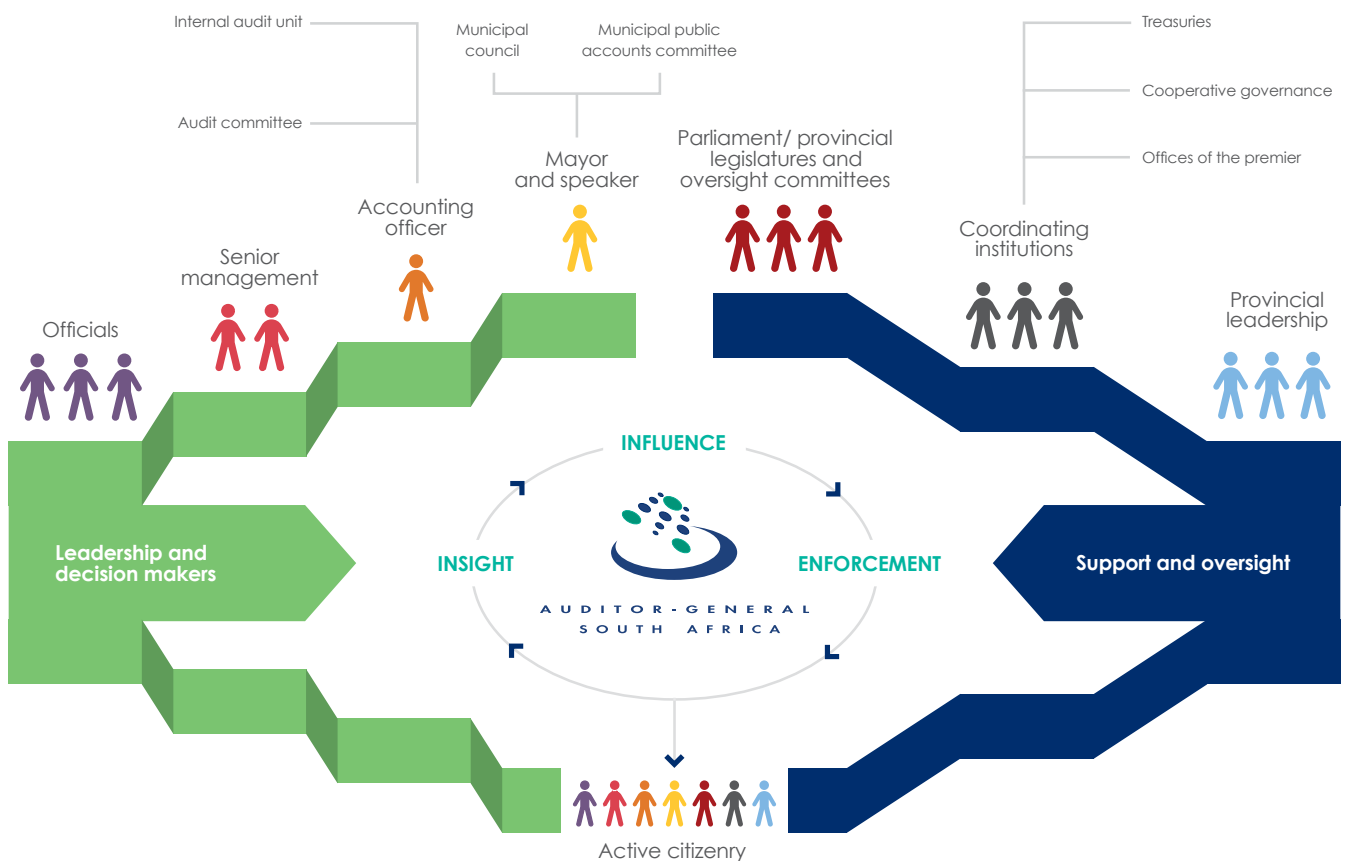 Internal audit unit
Audit committee
Municipal
council
Municipal public
accounts committee
Treasuries
Cooperative governance
Offices of the premier
Officials
Senior
management
Accounting
officer
Mayor
and speaker
Parliament/ provincial
legislatures and
oversight committees
Coordinating
institutions
Provincial
leadership
INFLUENCE
INSIGHT
ENFORCEMENT
AUDITOR-GENERAL
SOUTH AFRICA
Leadership and
decision makers
Support and oversight
Active citizenry